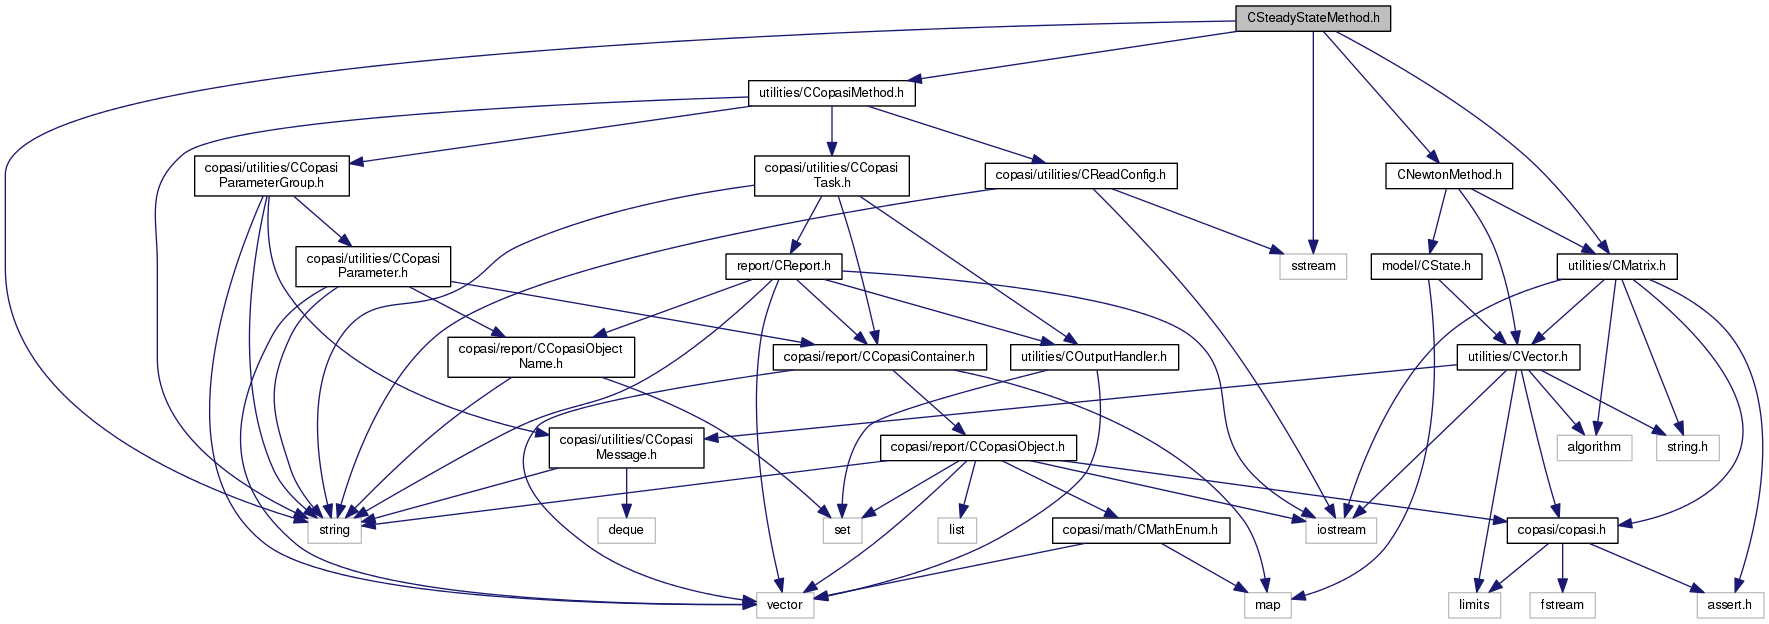 CSteadyStateMethod.h
utilities/CCopasiMethod.h
copasi/utilities/CCopasi
ParameterGroup.h
copasi/utilities/CCopasi
Task.h
copasi/utilities/CReadConfig.h
CNewtonMethod.h
copasi/utilities/CCopasi
Parameter.h
report/CReport.h
sstream
model/CState.h
utilities/CMatrix.h
copasi/report/CCopasiObject
Name.h
copasi/report/CCopasiContainer.h
utilities/COutputHandler.h
utilities/CVector.h
copasi/utilities/CCopasi
Message.h
copasi/report/CCopasiObject.h
algorithm
string.h
string
deque
set
list
copasi/math/CMathEnum.h
iostream
copasi/copasi.h
vector
map
limits
fstream
assert.h